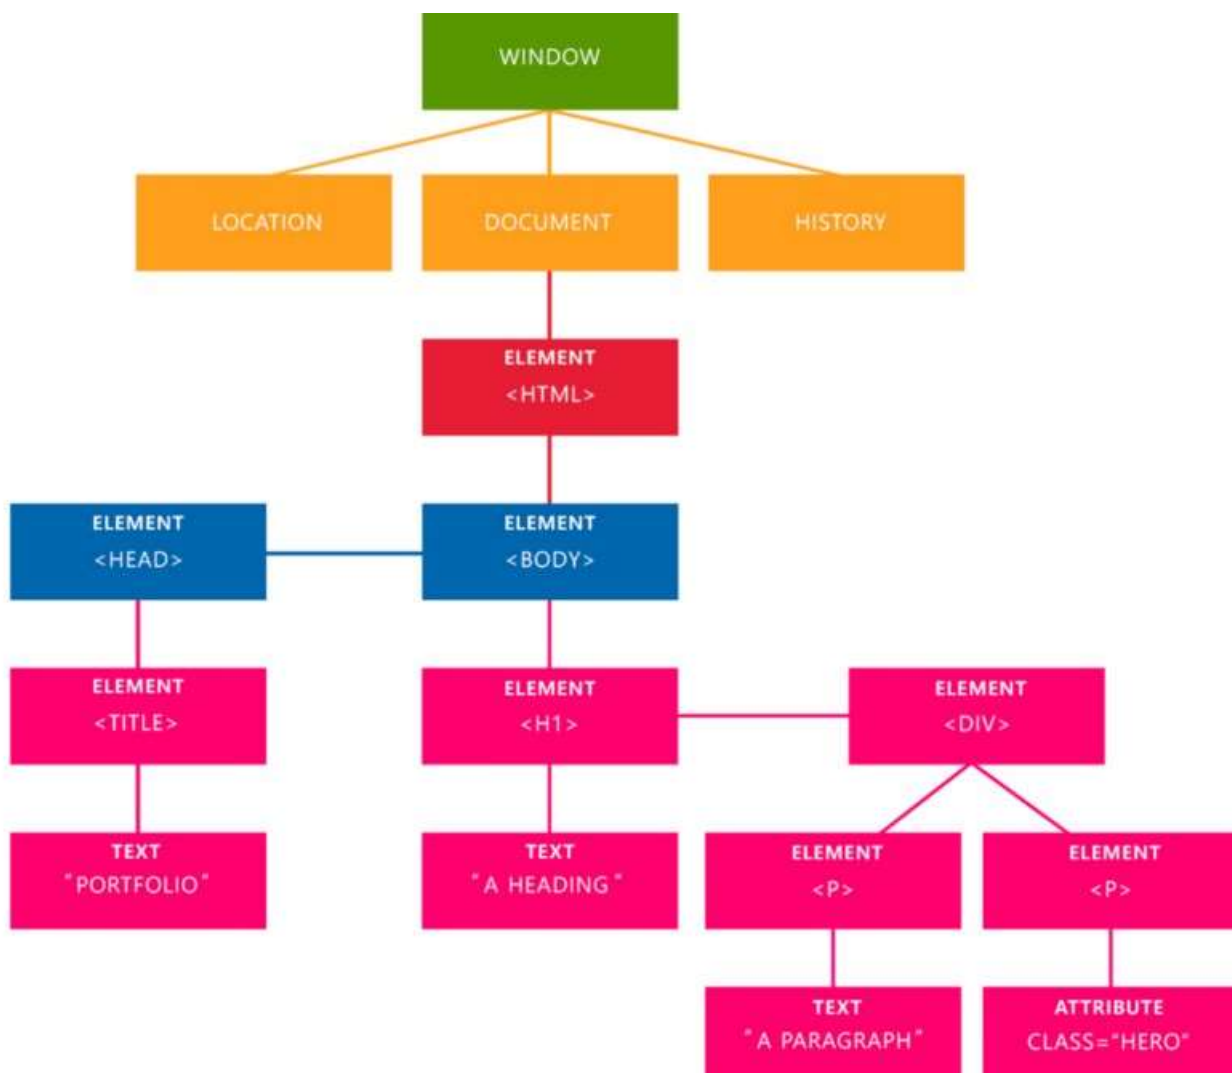 WINDOW
LOCATION
DOCUMENT
HISTORY
ELEMENT
<HTML>
ELEMENT
<HEAD>
ELEMENT
<BODY>
ELEMENT
<TITLE>
ELEMENT
<H1>
ELEMENT
<DIV>
TEXT
"PORTFOLIO"
TEXT
"A HEADING"
ELEMENT
<P>
ELEMENT
<P>
TEXT
"A PARAGRAPH"
ATTRIBUTE
CLASS="HERO"